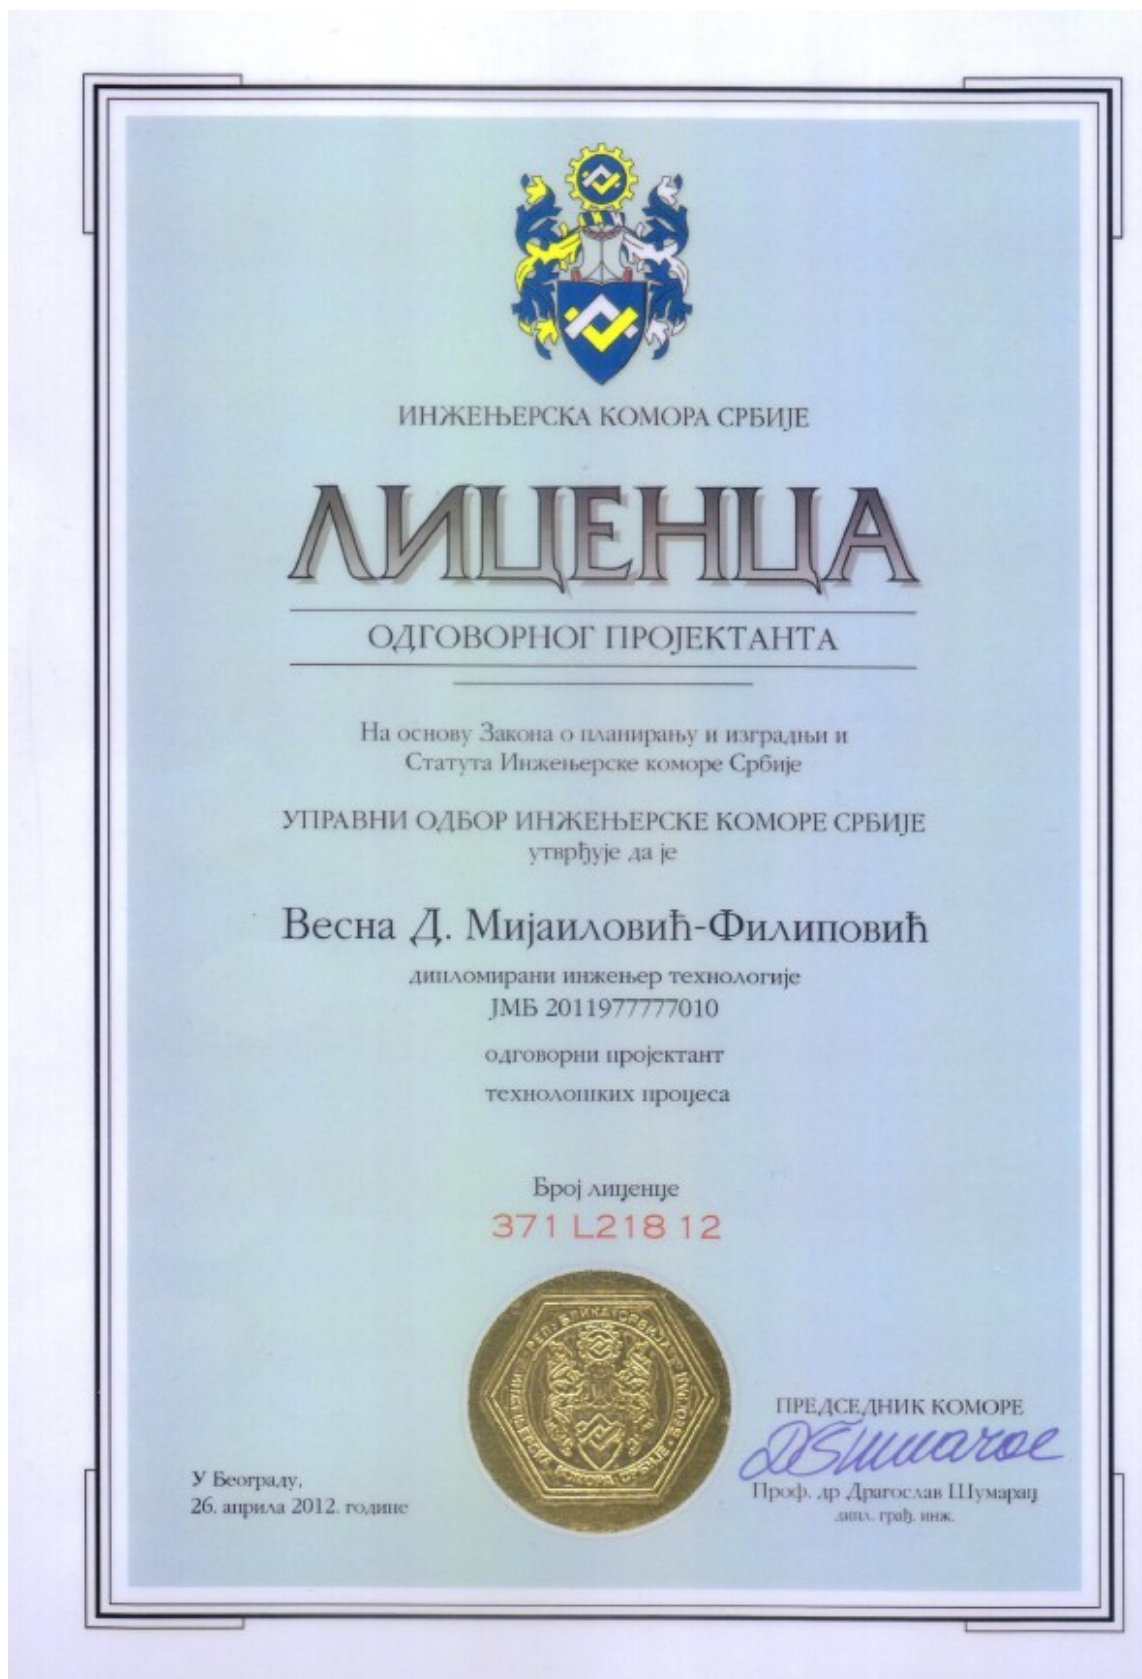 ИНЖЕЊЕРСКА КОМОРА СРБИЈЕ
ЛИЦЕНЦА
ОДГОВОРНОГ ПРОЈЕКТАНТА
На основу Закона о планирању и изградњи и
Статута Инжењерске коморе Србије
УПРАВНИ ОДБОР ИНЖЕЊЕРСКЕ КОМОРЕ СРБИЈЕ
утврђује да је
Весна Д. Мијаиловић-Филиповић
дипломирани инжењер технологије
ЈМБ 2011977777010
одговорни пројектант
технолошких процеса
Број лиценце
371 L218 12
ПРЕДСЕДНИК КОМОРЕ
У Београду,
26. априла 2012. године
Проф. др Драгослав Шумарац
дипл. грађ. инж.